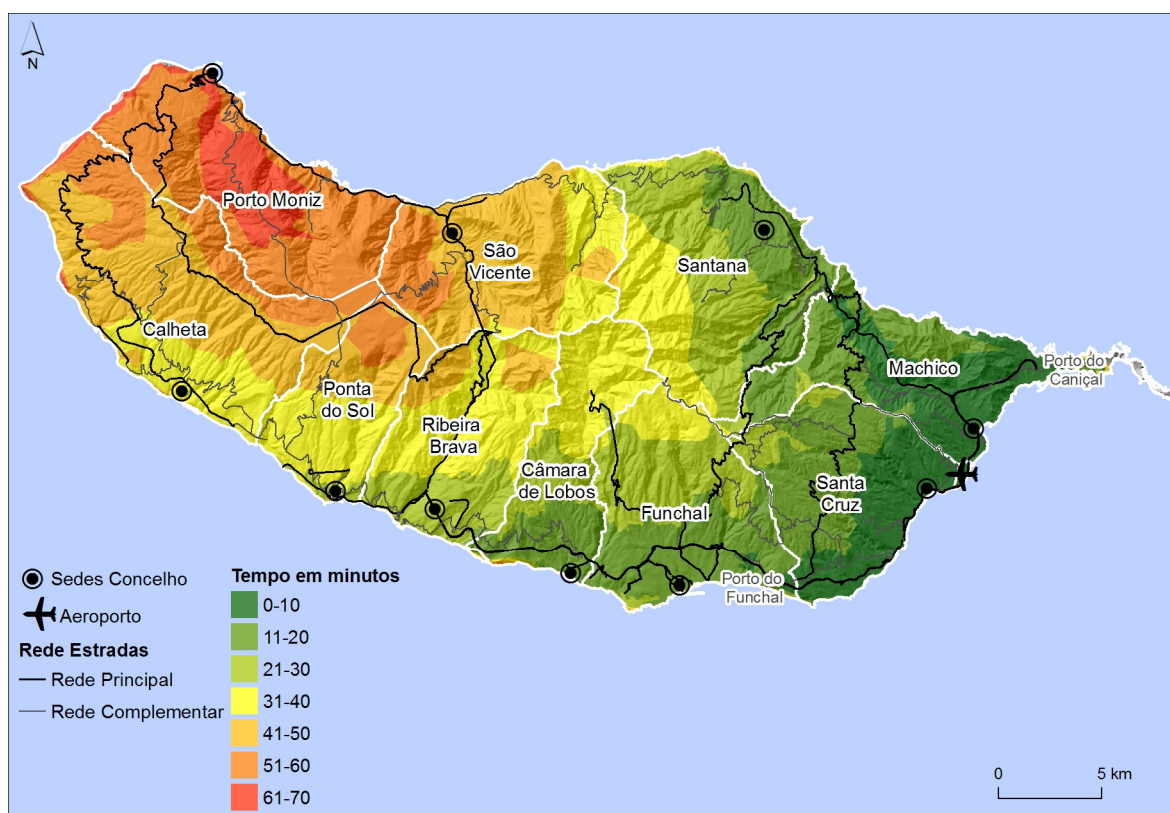 N
Porto Moniz
São
Vicente
Santana
Calheta
Machico
Porto do
Caniçal
Ponta
do Sol
Ribeira
Brava
Câmara
de Lobos
Santa
Cruz
Funchal
Porto do
Funchal
Sedes Concelho
Aeroporto
Rede Estradas
Rede Principal
Rede Complementar
Tempo em minutos
0-10
11-20
21-30
31-40
41-50
51-60
61-70
0 5 km